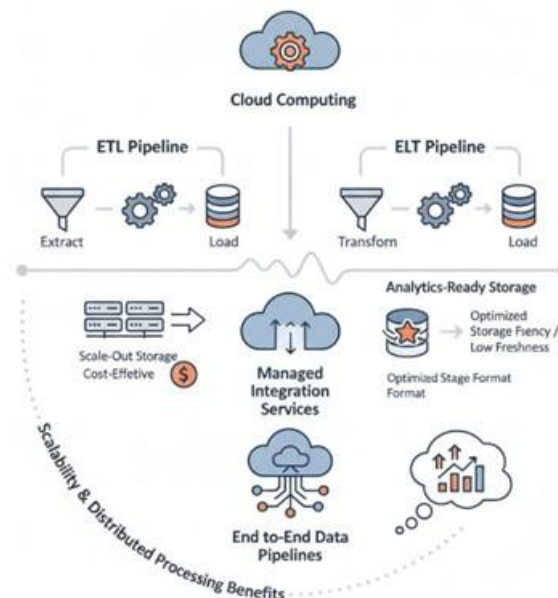 Cloud Computing
ETL Pipeline
ELT Pipeline
Extract
Load
Transfom
Load
Scale-Out Storage
Cost-Effetive
$
Managed
Integration
Services
Analytics-Ready Storage
Optimized
Storage Fıency /
Low Freshness
Optimized Stage Format
Format
End to-End Data
Pipelines
Scalability & Distributed Processing Benefits